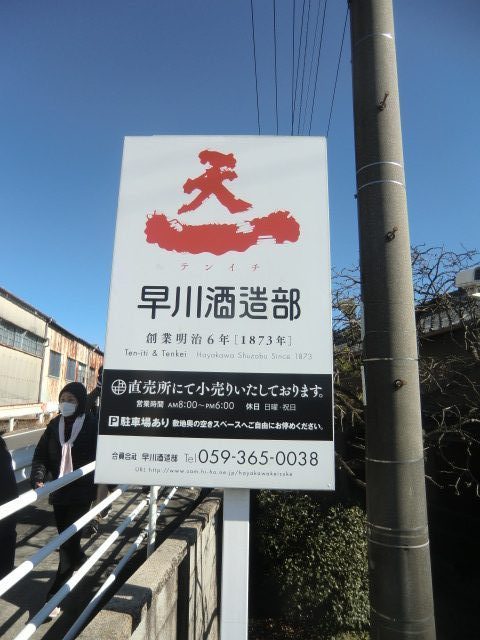 天一
テンイチ
早川酒造部
創業明治6年[1873年]
Ten-iti & Tenkei Hayakawa Shuzobu Since 1873
直売所にて小売りいたしております。
営業時間 AM8:00~PM6:00 休日 日曜・祝日
P 駐車場あり 敷地内の空きスペースへご自由にお停めください。
合資会社 早川酒造部 Tel 059-365-0038